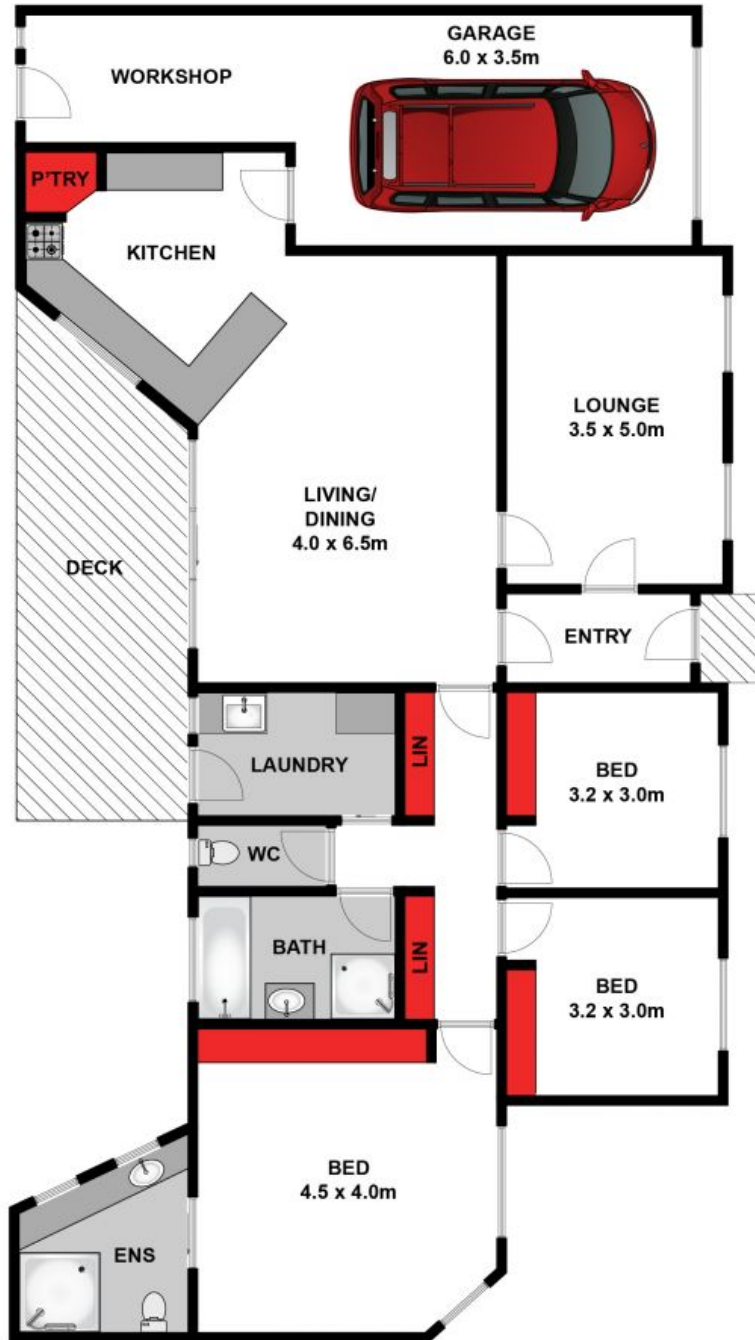 GARAGE
6.0 x 3.5m
WORKSHOP
P'TRY
KITCHEN
LOUNGE
3.5 x 5.0m
LIVING/
DINING
4.0 x 6.5m
DECK
ENTRY
LAUNDRY
LIN
BED
3.2 x 3.0m
WC
BATH
LIN
BED
3.2 x 3.0m
BED
4.5 x 4.0m
ENS